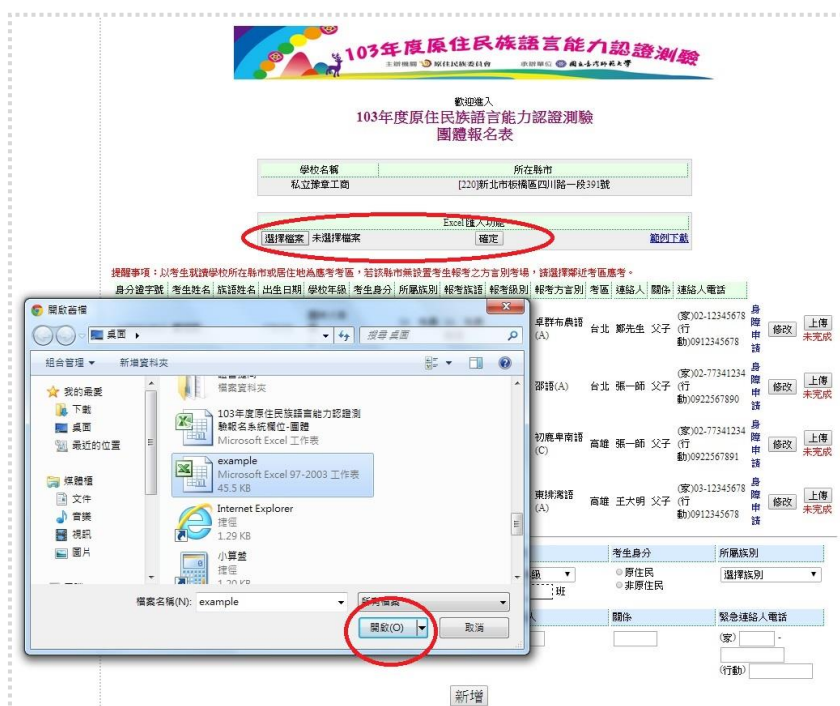 103年度原住民族語言能力認證測驗
主辦機關 原住民族委員會 承辦單位 國立臺灣師範大學
歡迎進入
103年度原住民族語言能力認證測驗
團體報名表
學校名稱 所在縣市
私立豫章工商 [220]新北市板橋區四川路一段391號
Excel匯入功能
選擇檔案 未選擇檔案 確定 範例下載
提醒事項：以考生就讀學校所在縣市或居住地為應考考區，若該縣市無設置考生報考之方言別考場，請選擇鄰近考區應考。
身分證字號 考生姓名 族語姓名 出生日期 學校年級 考生身分 所屬族別 報考族語 報考級別 報考方言別 考區 連絡人 關係 連絡人電話
卓群布農語(A) 台北 鄭先生 父子 (家)02-12345678 (行動)0912345678 身障申請 修改 上傳 未完成
邵語(A) 台北 張一師 父子 (家)02-77341234 (行動)0922567890 身障申請 修改 上傳 未完成
初鹿卑南語(C) 高雄 張一師 父子 (家)02-77341234 (行動)0922567891 身障申請 修改 上傳 未完成
東排灣語(A) 高雄 王大明 父子 (家)03-12345678 (行動)0912345678 身障申請 修改 上傳 未完成
開啟舊檔
桌面
搜尋 桌面
組合管理 新增資料夾
我的最愛
下載
桌面
最近的位置
媒體櫃
文件
音樂
視訊
圖片
檔案資料夾
103年度原住民族語言能力認證測
驗報名系統欄位-團體
Microsoft Excel 工作表
example
Microsoft Excel 97-2003 工作表
45.5 KB
Internet Explorer
捷徑
1.29 KB
小算盤
捷徑
檔案名稱(N): example 所有檔案
開啟(O) 取消
考生身分 所屬族別
級 班
原住民
非原住民
選擇族別
人 關係 緊急連絡人電話
(家) -
(行動)
新增